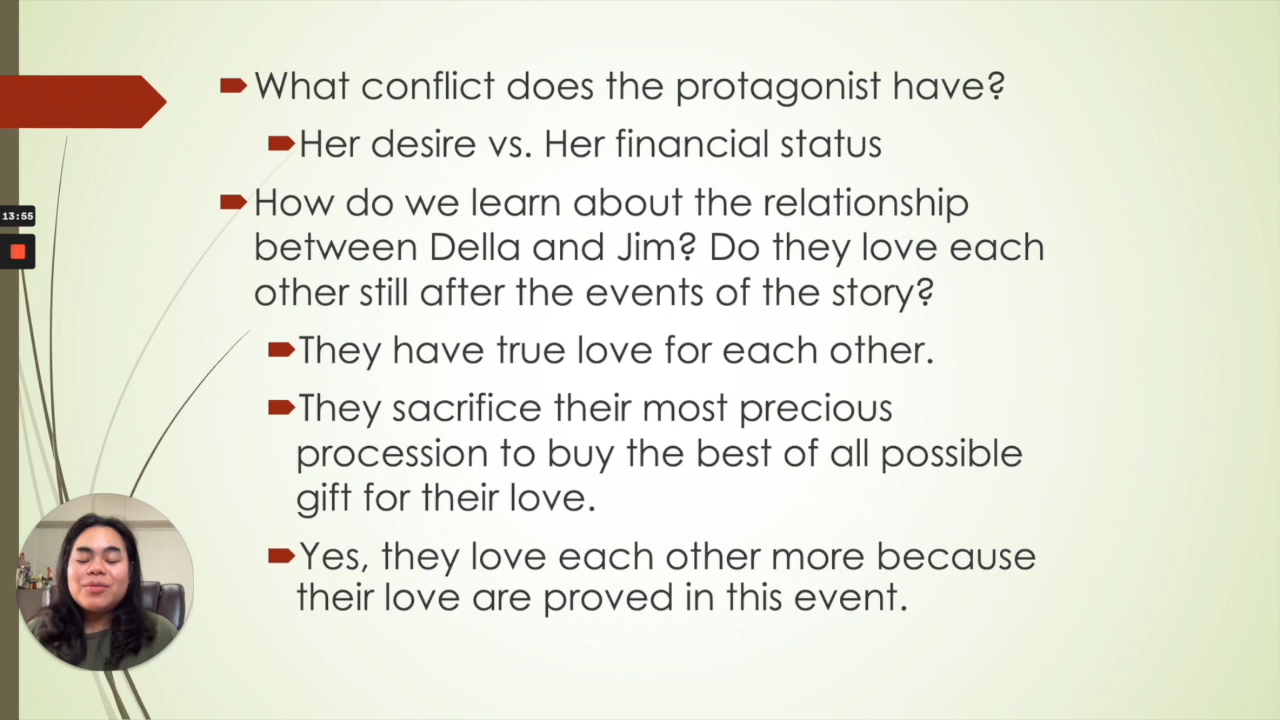 What conflict does the protagonist have?
Her desire vs. Her financial status
13:55
How do we learn about the relationship
between Della and Jim? Do they love each
other still after the events of the story?
They have true love for each other.
They sacrifice their most precious
procession to buy the best of all possible
gift for their love.
Yes, they love each other more because
their love are proved in this event.